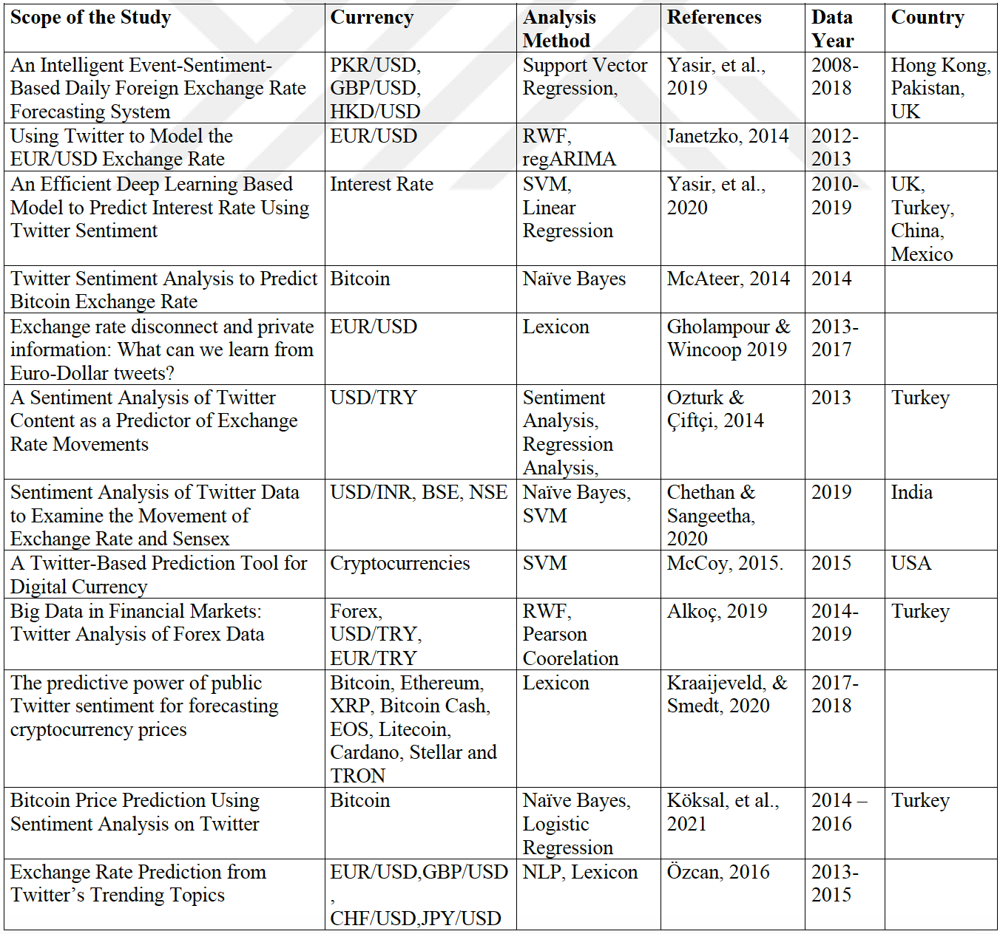 Scope of the Study
Currency
Analysis
Method
References
Data
Year
Country
An Intelligent Event-Sentiment-
Based Daily Foreign Exchange Rate
Forecasting System
PKR/USD,
GBP/USD,
HKD/USD
Support Vector
Regression,
Yasir, et al.,
2019
2008-
2018
Hong Kong,
Pakistan,
UK
Using Twitter to Model the
EUR/USD Exchange Rate
EUR/USD
RWF,
regARIMA
Janetzko, 2014
2012-
2013
An Efficient Deep Learning Based
Model to Predict Interest Rate Using
Twitter Sentiment
Interest Rate
SVM,
Linear
Regression
Yasir, et al.,
2020
2010-
2019
UK,
Turkey,
China,
Mexico
Twitter Sentiment Analysis to Predict
Bitcoin Exchange Rate
Bitcoin
Naïve Bayes
McAteer, 2014
2014
Exchange rate disconnect and private
information: What can we learn from
Euro-Dollar tweets?
EUR/USD
Lexicon
Gholampour &
Wincoop 2019
2013-
2017
A Sentiment Analysis of Twitter
Content as a Predictor of Exchange
Rate Movements
USD/TRY
Sentiment
Analysis,
Regression
Analysis,
Ozturk &
Çiftçi, 2014
2013
Turkey
Sentiment Analysis of Twitter Data
to Examine the Movement of
Exchange Rate and Sensex
USD/INR, BSE, NSE
Naïve Bayes,
SVM
Chethan &
Sangeetha,
2020
2019
India
A Twitter-Based Prediction Tool for
Digital Currency
Cryptocurrencies
SVM
McCoy, 2015.
2015
USA
Big Data in Financial Markets:
Twitter Analysis of Forex Data
Forex,
USD/TRY,
EUR/TRY
RWF,
Pearson
Coorelation
Alkoç, 2019
2014-
2019
Turkey
The predictive power of public
Twitter sentiment for forecasting
cryptocurrency prices
Bitcoin, Ethereum,
XRP, Bitcoin Cash,
EOS, Litecoin,
Cardano, Stellar and
TRON
Lexicon
Kraaijeveld, &
Smedt, 2020
2017-
2018
Bitcoin Price Prediction Using
Sentiment Analysis on Twitter
Bitcoin
Naïve Bayes,
Logistic
Regression
Köksal, et al.,
2021
2014 –
2016
Turkey
Exchange Rate Prediction from
Twitter’s Trending Topics
EUR/USD,GBP/USD
,
CHF/USD,JPY/USD
NLP, Lexicon
Özcan, 2016
2013-
2015